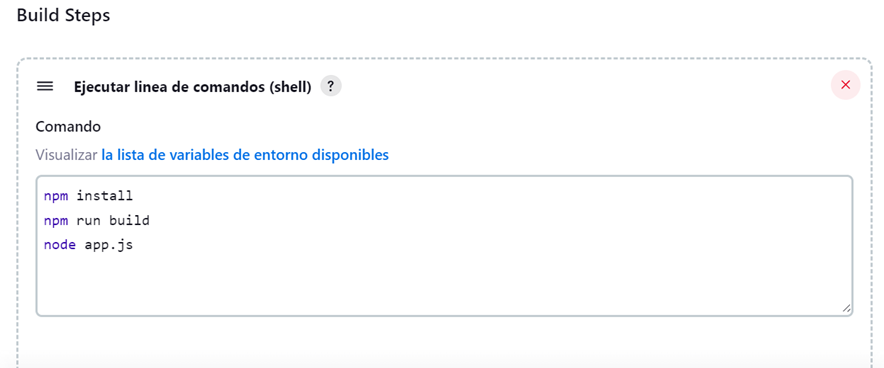 Build Steps
Ejecutar linea de comandos (shell) ?
Comando
Visualizar la lista de variables de entorno disponibles
npm install
npm run build
node app.js